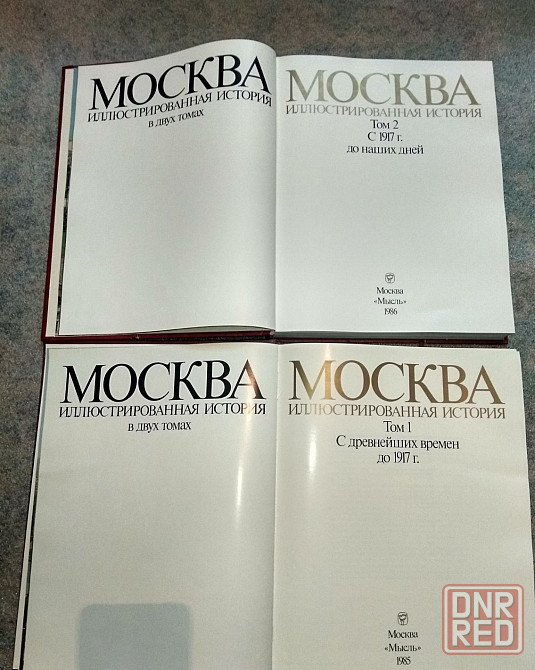 МОСКВА
ИЛЛЮСТРИРОВАННАЯ ИСТОРИЯ
в двух томах
МОСКВА
ИЛЛЮСТРИРОВАННАЯ ИСТОРИЯ
Том 2
С 1917 г.
до наших дней
Москва
«Мысль»
1986
МОСКВА
ИЛЛЮСТРИРОВАННАЯ ИСТОРИЯ
в двух томах
МОСКВА
ИЛЛЮСТРИРОВАННАЯ ИСТОРИЯ
Том 1
С древнейших времен
до 1917 г.
Москва
«Мысль»
1985
DNR
RED